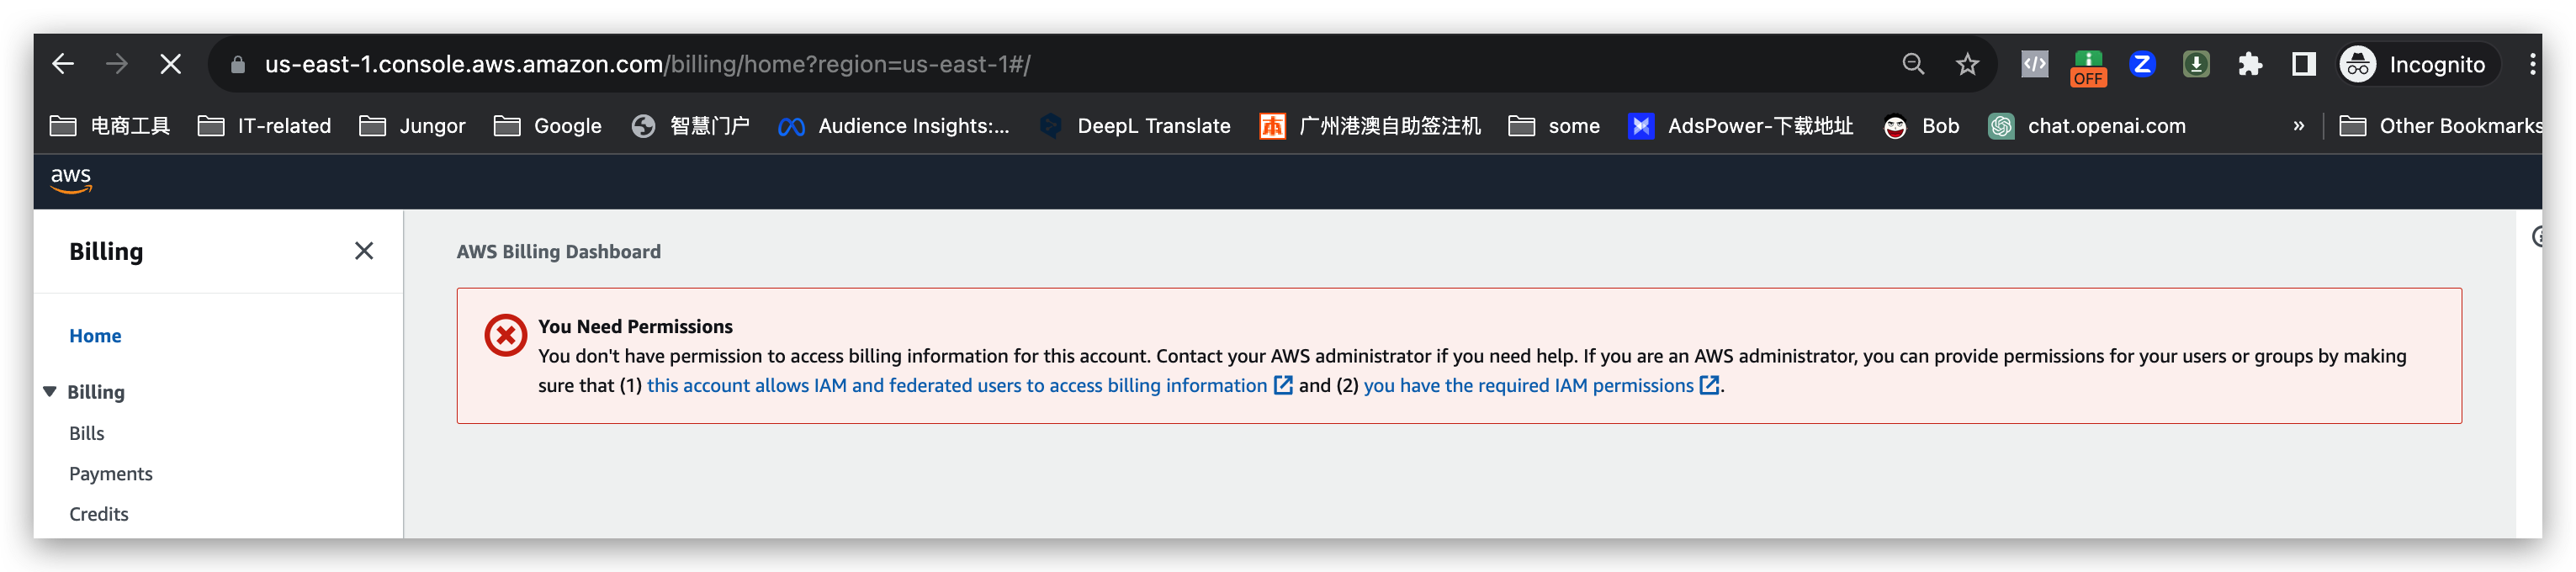 us-east-1.console.aws.amazon.com/billing/home?region=us-east-1#/
OFF
Z
Incognito
电商工具 IT-related Jungor Google 智慧门户 Audience Insights:... DeepL Translate 本 广州港澳自助签注机 some AdsPower-下载地址 Bob chat.openai.com » Other Bookmarks
aws
Billing
AWS Billing Dashboard
You Need Permissions
You don't have permission to access billing information for this account. Contact your AWS administrator if you need help. If you are an AWS administrator, you can provide permissions for your users or groups by making
sure that (1) this account allows IAM and federated users to access billing information and (2) you have the required IAM permissions.
Home
Billing
Bills
Payments
Credits